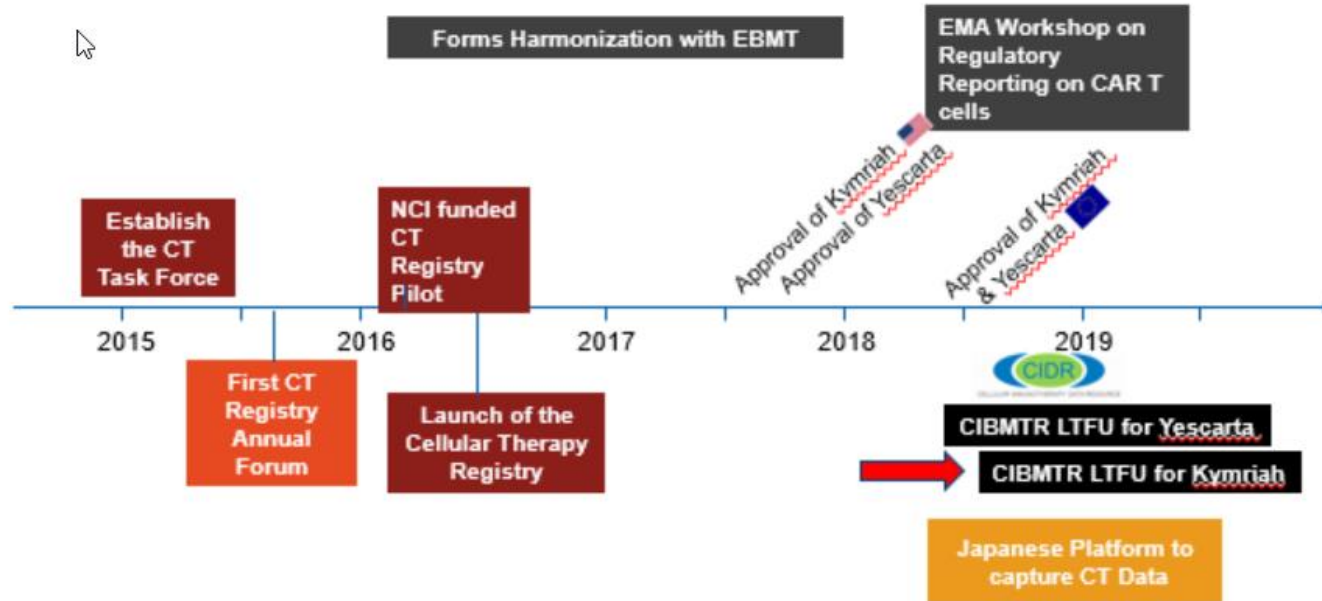 Forms Harmonization with EBMT
EMA Workshop on
Regulatory
Reporting on CAR T
cells
Approval of Kymriah
Approval of Yescarta
Approval of Kymriah
& Yescarta
Establish
the CT
Task Force
NCI funded
CT
Registry
Pilot
2015
2016
2017
2018
2019
First CT
Registry
Annual
Forum
Launch of the
Cellular Therapy
Registry
CIDR
CIBMTR LTFU for Yescarta
CIBMTR LTFU for Kymriah
Japanese Platform to
capture CT Data